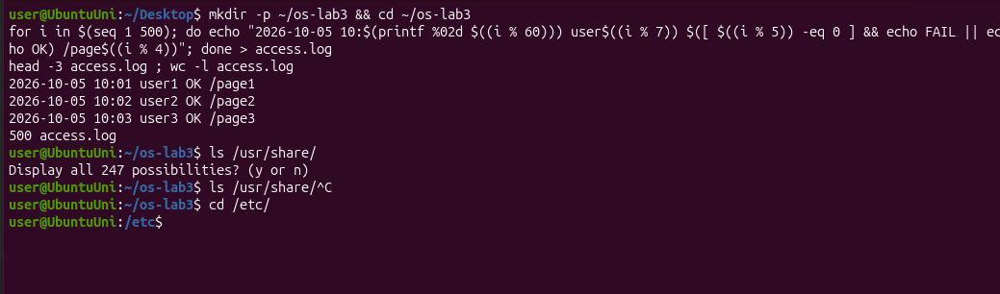 user@UbuntuUni:~/Desktop$ mkdir -p ~/os-lab3 && cd ~/os-lab3
for i in $(seq 1 500); do echo "2026-10-05 10:$(printf %02d $((i % 60))) user$((i % 7)) $([ $((i % 5)) -eq 0 ] && echo FAIL || ec
ho OK) /page$((i % 4))"; done > access.log
head -3 access.log ; wc -l access.log
2026-10-05 10:01 user1 OK /page1
2026-10-05 10:02 user2 OK /page2
2026-10-05 10:03 user3 OK /page3
500 access.log
user@UbuntuUni:~/os-lab3$ ls /usr/share/
Display all 247 possibilities? (y or n)
user@UbuntuUni:~/os-lab3$ ls /usr/share/^C
user@UbuntuUni:~/os-lab3$ cd /etc/
user@UbuntuUni:/etc$